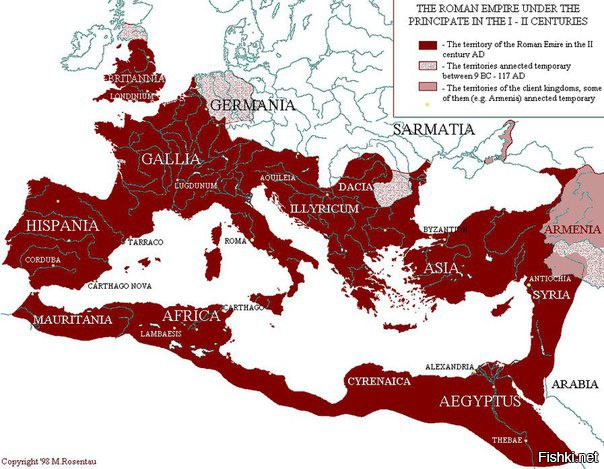 THE ROMAN EMPIRE UNDER THE
PRINCIPATE IN THE I - II CENTURIES
- The territory of the Roman Emire in the II
century AD
- The territories annected temporary
between 9 BC - 117 AD
- The territories of the client kingdoms, some
of them (e.g. Armenis) annected temporary
BRITANNIA
LONDINIUM
GERMANIA
SARMATIA
GALLIA
LUGDUNUM
AQUILEIA
DACIA
ILLYRICUM
HISPANIA
TARRACO
ROMA
BYZANTIUM
ARMENIA
CORDUBA
ASIA
CARTHAGO NOVA
ANTIOCHIA
SYRIA
CARTHAGO
MAURITANIA
AFRICA
LAMBAESIS
ALEXANDRIA
CYRENAICA
ARABIA
AEGYPTUS
THEBAE
Copyright '98 M.Rosentau
Fishki.net